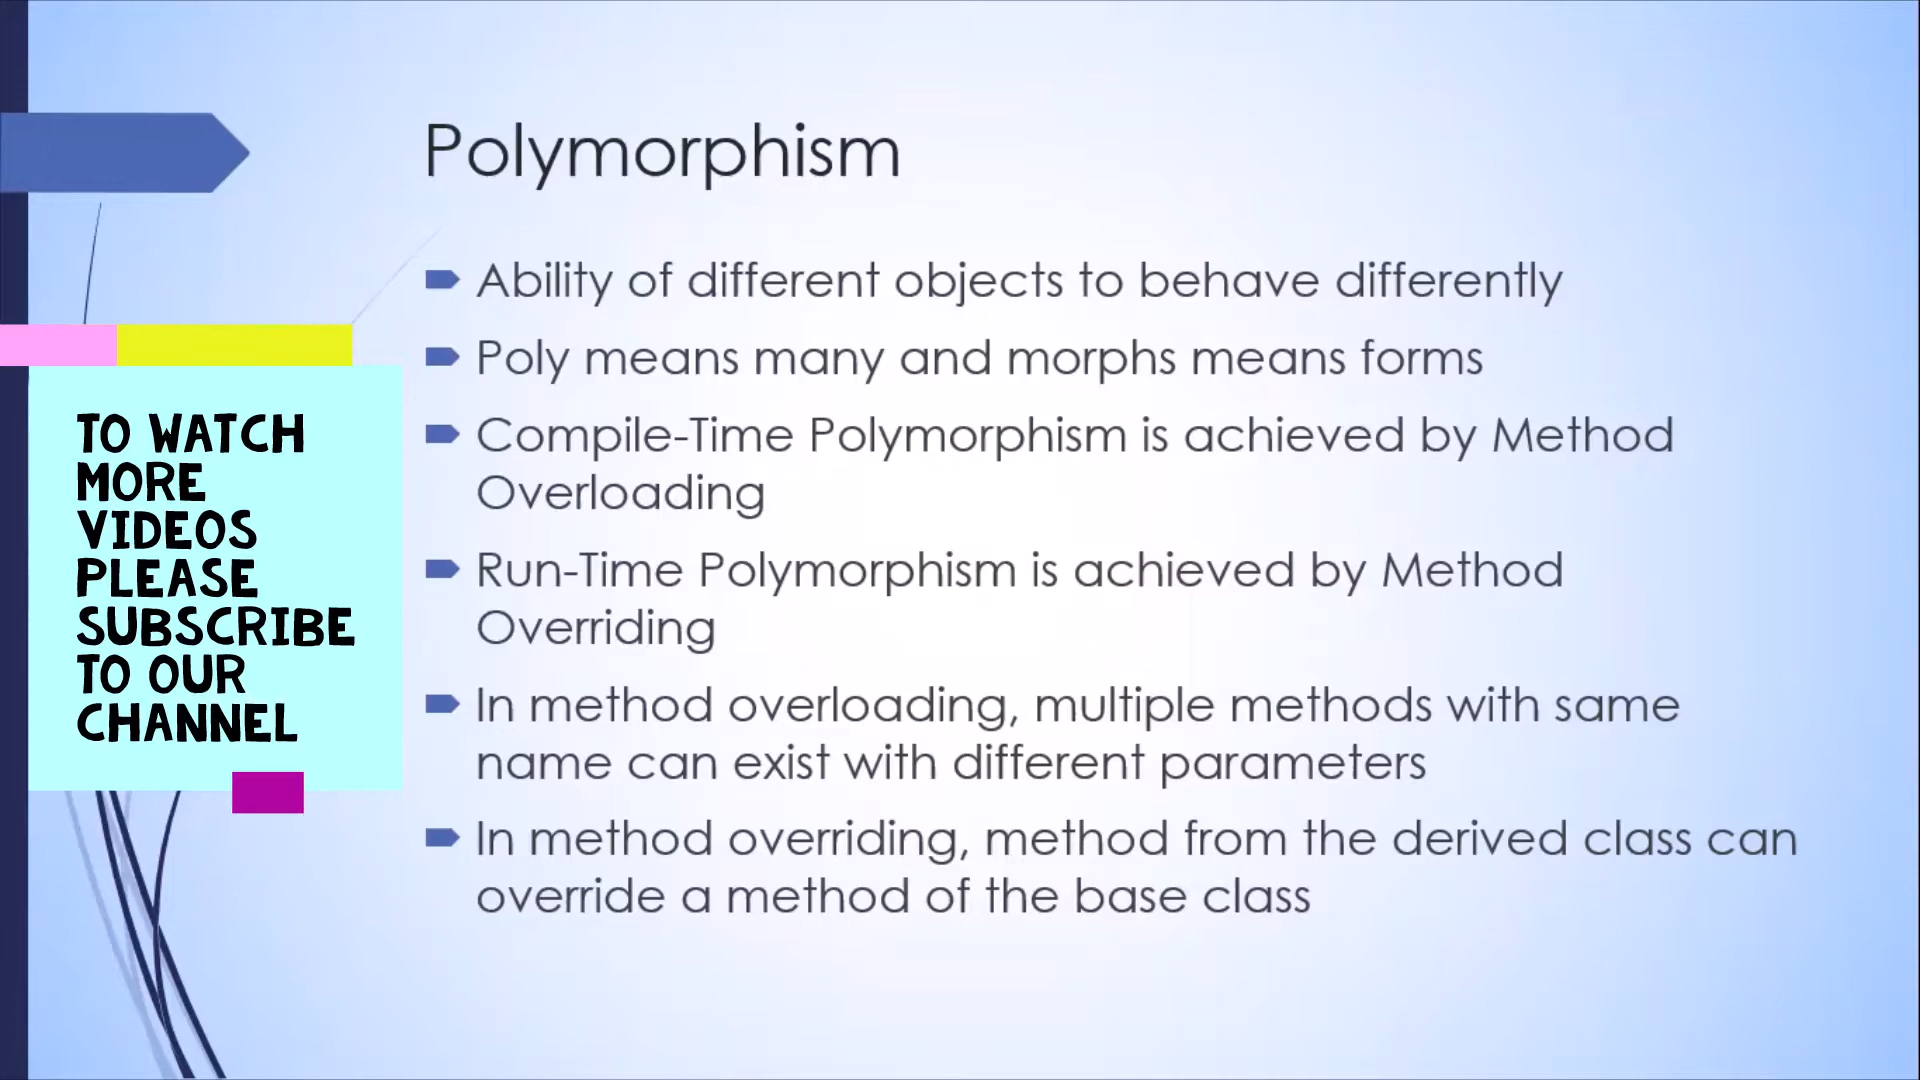 Polymorphism
Ability of different objects to behave differently
Poly means many and morphs means forms
Compile-Time Polymorphism is achieved by Method
Overloading
Run-Time Polymorphism is achieved by Method
Overriding
In method overloading, multiple methods with same
name can exist with different parameters
In method overriding, method from the derived class can
override a method of the base class
TO WATCH
MORE
VIDEOS
PLEASE
SUBSCRIBE
TO OUR
CHANNEL